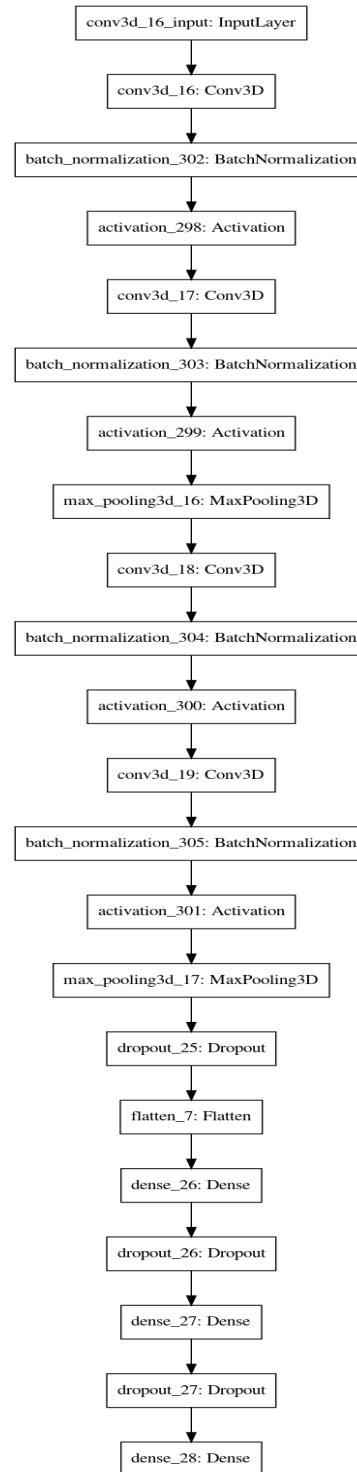 conv3d_16_input: InputLayer
conv3d_16: Conv3D
batch_normalization_302: BatchNormalization
activation_298: Activation
conv3d_17: Conv3D
batch_normalization_303: BatchNormalization
activation_299: Activation
max_pooling3d_16: MaxPooling3D
conv3d_18: Conv3D
batch_normalization_304: BatchNormalization
activation_300: Activation
conv3d_19: Conv3D
batch_normalization_305: BatchNormalization
activation_301: Activation
max_pooling3d_17: MaxPooling3D
dropout_25: Dropout
flatten_7: Flatten
dense_26: Dense
dropout_26: Dropout
dense_27: Dense
dropout_27: Dropout
dense_28: Dense